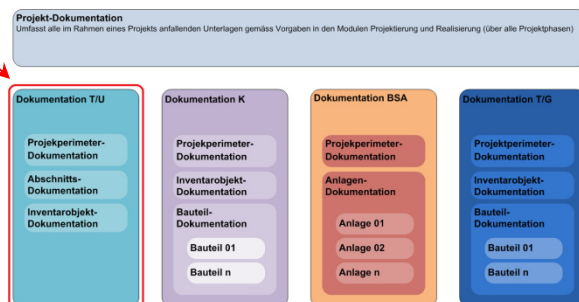 Projekt-Dokumentation
Umfasst alle im Rahmen eines Projekts anfallenden Unterlagen gemäss Vorgaben in den Modulen Projektierung und Realisierung (über alle Projektphasen)
Dokumentation T/U
Projekperimeter-
Dokumentation
Abschnitts-
Dokumentation
Inventarobjekt-
Dokumentation
Dokumentation K
Projekperimeter-
Dokumentation
Inventarobjekt-
Dokumentation
Bauteil-
Dokumentation
Bauteil 01
Bauteil n
Dokumentation BSA
Projekperimeter-
Dokumentation
Anlagen-
Dokumentation
Anlage 01
Anlage 02
Anlage n
Dokumentation T/G
Projektperimeter-
Dokumentation
Inventarobjekt-
Dokumentation
Bauteil-
Dokumentation
Bauteil 01
Bauteil n